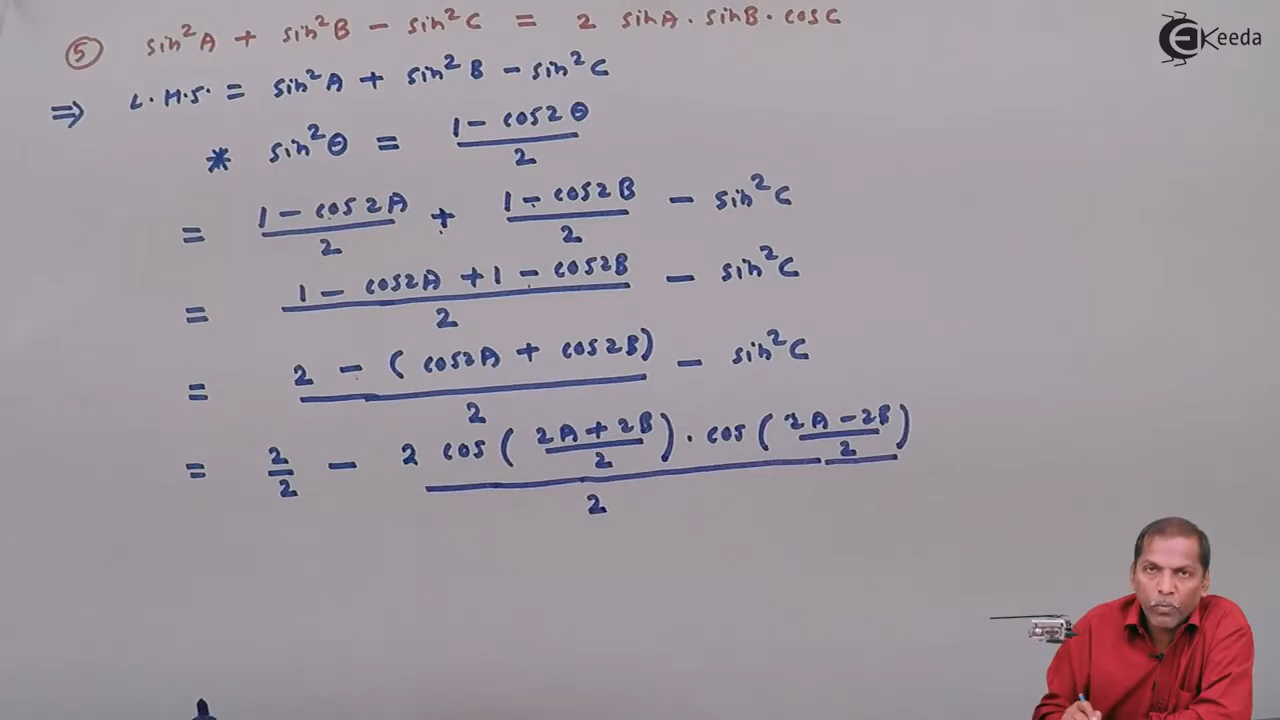 Keeda
⑤ sin²A + sin²B - sin²C = 2 sinA · sinB · cosC
⇒ L.H.S. = sin²A + sin²B - sin²C
* sin²θ = (1 - cos2θ)/2
= (1 - cos2A)/2 + (1 - cos2B)/2 - sin²C
= (1 - cos2A + 1 - cos2B)/2 - sin²C
= (2 - (cos2A + cos2B))/2 - sin²C
= 2/2 - (2 cos((2A + 2B)/2) · cos((2A - 2B)/2))/2